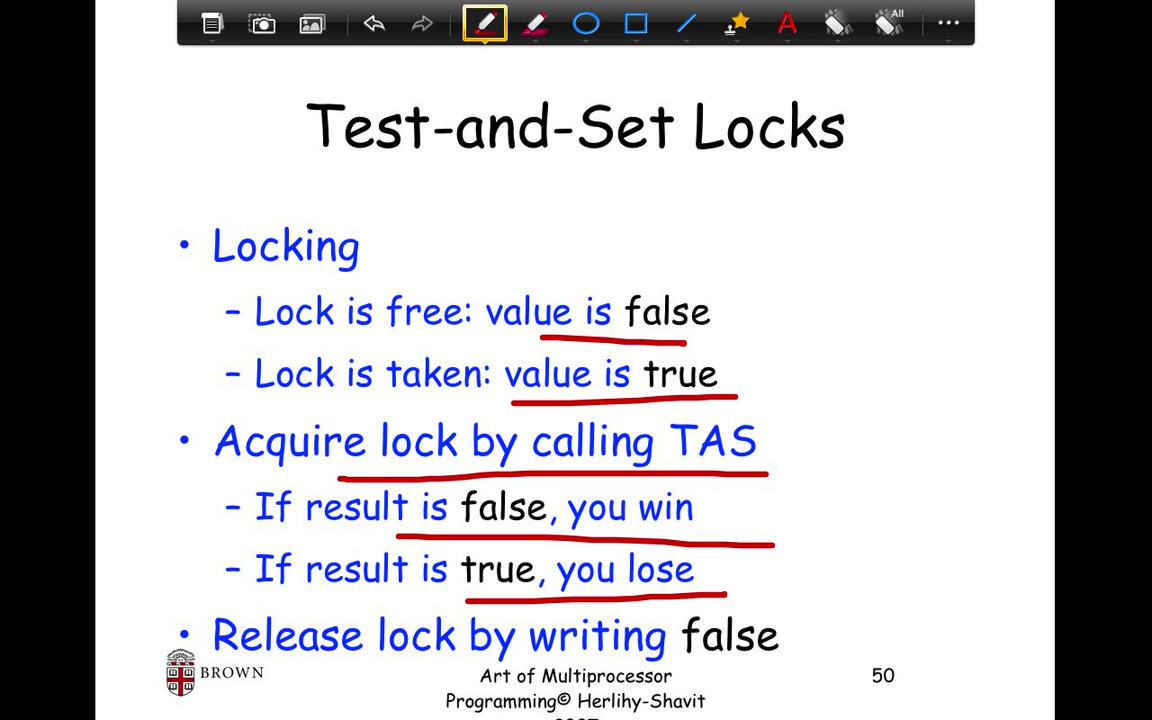 All
A
Test-and-Set Locks
• Locking
– Lock is free: value is false
– Lock is taken: value is true
• Acquire lock by calling TAS
– If result is false, you win
– If result is true, you lose
• Release lock by writing false
BROWN
Art of Multiprocessor
Programming© Herlihy-Shavit
2007
50